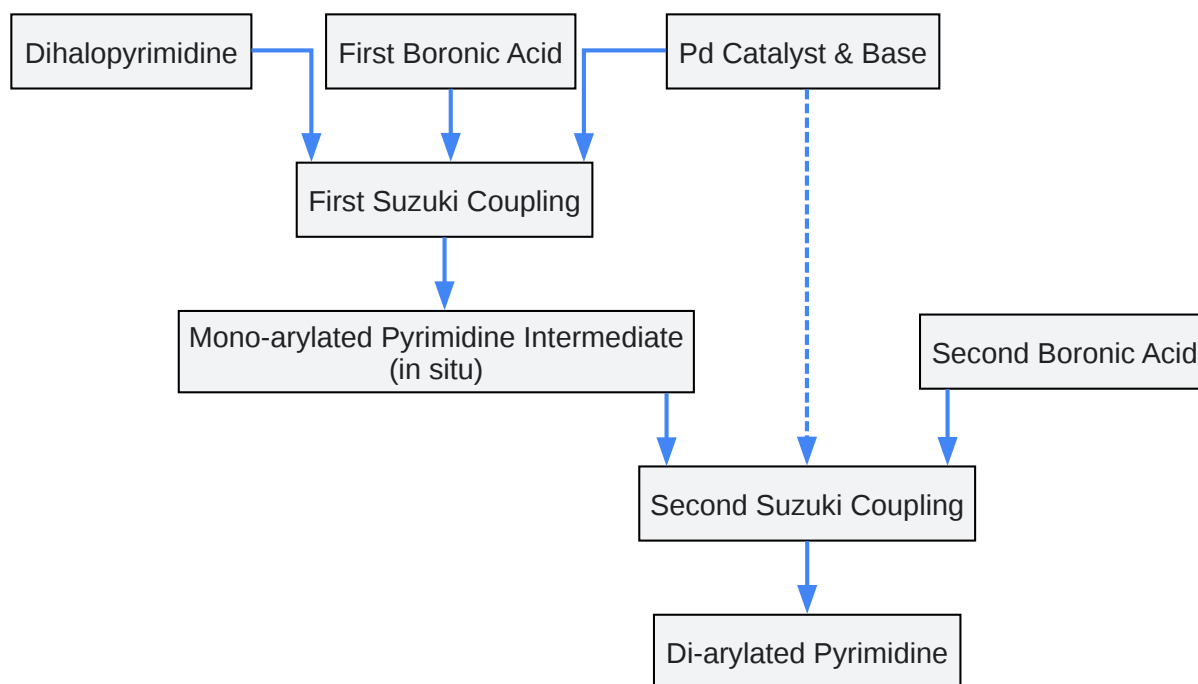 Dihalopyrimidine
First Boronic Acid
Pd Catalyst & Base
First Suzuki Coupling
Mono-arylated Pyrimidine Intermediate
(in situ)
Second Boronic Acid
Second Suzuki Coupling
Di-arylated Pyrimidine